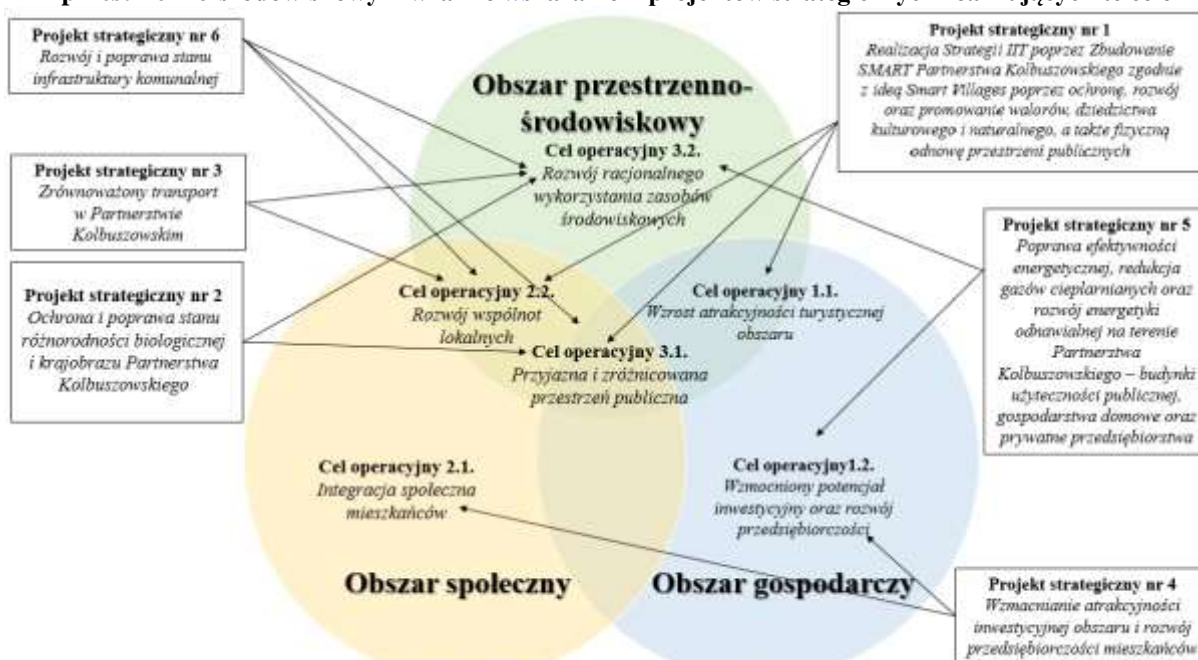 Projekt strategiczny nr 6
Rozwój i poprawa stanu
infrastruktury komunalnej
Projekt strategiczny nr 3
Zrównoważony transport
w Partnerstwie
Kolbuszowskim
Projekt strategiczny nr 2
Ochrona i poprawa stanu
różnorodności biologicznej
i krajobrazu Partnerstwa
Kolbuszowskiego
Obszar przestrzenno-
środowiskowy
Cel operacyjny 3.2.
Rozwój racjonalnego
wykorzystania zasobów
środowiskowych
Cel operacyjny 2.2.
Rozwój wspólnot
lokalnych
Cel operacyjny 1.1.
Wzrost atrakcyjności turystycznej
obszaru
Cel operacyjny 3.1.
Przyjazna i zróżnicowana
przestrzeń publiczna
Cel operacyjny 2.1.
Integracja społeczna
mieszkańców
Cel operacyjny1.2.
Wzmocniony potencjał
inwestycyjny oraz rozwój
przedsiębiorczości
Obszar społeczny
Obszar gospodarczy
Projekt strategiczny nr 1
Realizacja Strategii IIT poprzez Zbudowanie
SMART Partnerstwa Kolbuszowskiego zgodnie
z ideą Smart Villages poprzez ochronę, rozwój
oraz promowanie walorów, dziedzictwa
kulturowego i naturalnego, a także fizyczną
odnowę przestrzeni publicznych
Projekt strategiczny nr 5
Poprawa efektywności
energetycznej, redukcja
gazów cieplarnianych oraz
rozwój energetyki
odnawialnej na terenie
Partnerstwa
Kolbuszowskiego – budynki
użyteczności publicznej,
gospodarstwa domowe oraz
prywatne przedsiębiorstwa
Projekt strategiczny nr 4
Wzmacnianie atrakcyjności
inwestycyjnej obszaru i rozwój
przedsiębiorczości mieszkańców